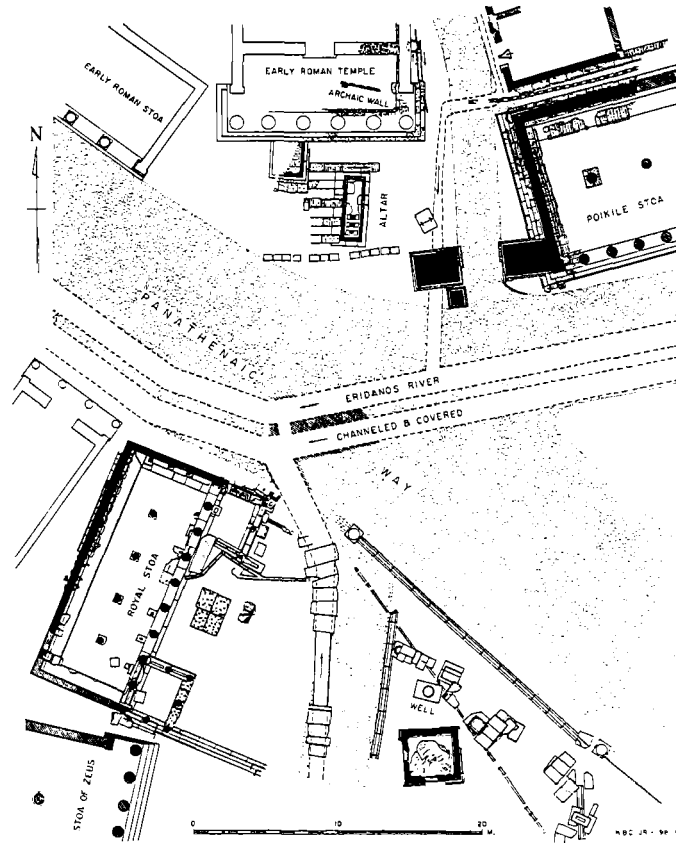 EARLY ROMAN STOA
EARLY ROMAN TEMPLE
ARCHAIC WALL
N
ALTAR
POIKILE STOA
PANATHENAIC
ERIDANOS RIVER
CHANNELED & COVERED
WAY
ROYAL STOA
WELL
STOA OF ZEUS
0 10 20
M.